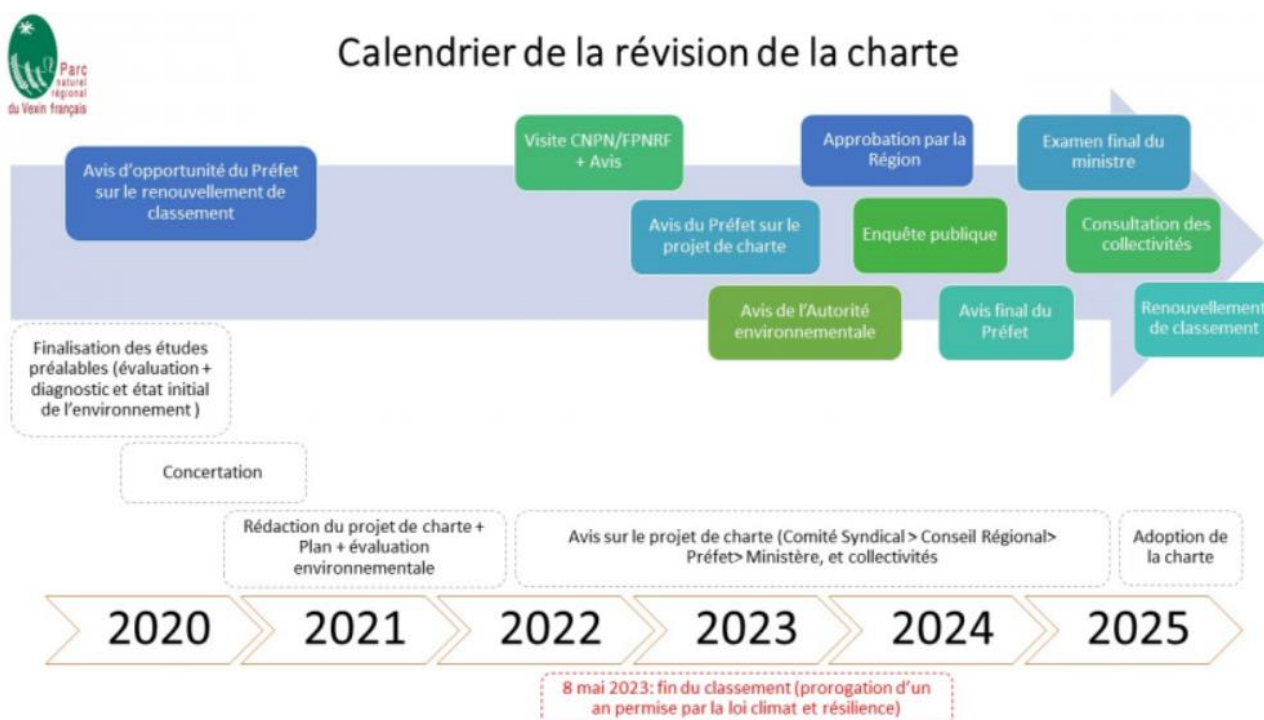 Parc
naturel
régional
du Vexin français
Calendrier de la révision de la charte
Avis d'opportunité du Préfet
sur le renouvellement de
classement
Visite CNPN/FPNRF
+ Avis
Approbation par la
Région
Examen final du
ministre
Avis du Préfet sur le
projet de charte
Enquête publique
Consultation des
collectivités
Avis de l'Autorité
environnementale
Avis final du
Préfet
Renouvellement
de classement
Finalisation des études
préalables (évaluation +
diagnostic et état initial
de l'environnement )
Concertation
Rédaction du projet de charte +
Plan + évaluation
environnementale
Avis sur le projet de charte (Comité Syndical > Conseil Régional>
Préfet> Ministère, et collectivités
Adoption de
la charte
2020
2021
2022
2023
2024
2025
8 mai 2023: fin du classement (prorogation d'un
an permise par la loi climat et résilience)